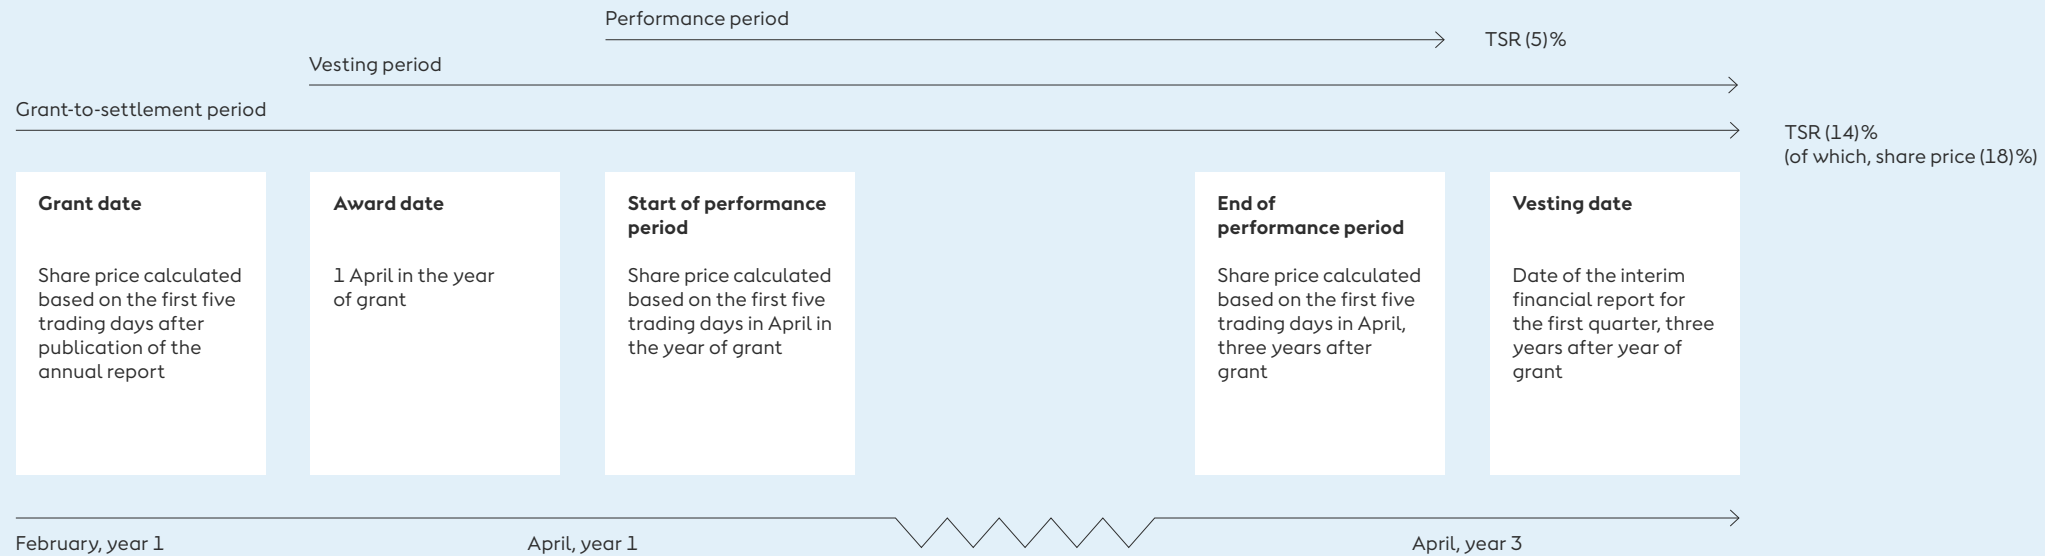 Performance period
TSR (5)%
Vesting period
Grant-to-settlement period
TSR (14)%
(of which, share price (18)%)
Grant date
Share price calculated
based on the first five
trading days after
publication of the
annual report
Award date
1 April in the year
of grant
Start of performance
period
Share price calculated
based on the first five
trading days in April in
the year of grant
End of
performance period
Share price calculated
based on the first five
trading days in April,
three years after
grant
Vesting date
Date of the interim
financial report for
the first quarter, three
years after year of
grant
February, year 1
April, year 1
April, year 3